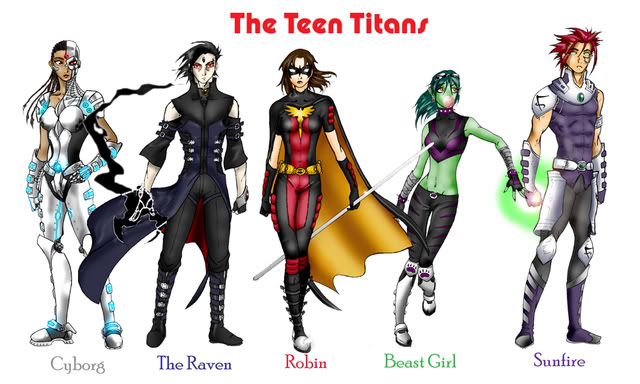 The Teen Titans
Cyborg
The Raven
Robin
Beast Girl
Sunfire